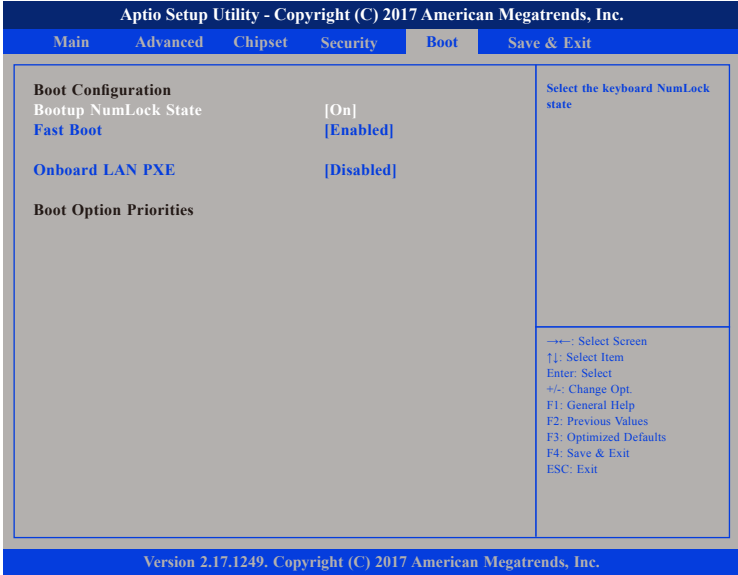 Aptio Setup Utility - Copyright (C) 2017 American Megatrends, Inc.
Main Advanced Chipset Security Boot Save & Exit
Boot Configuration
Bootup NumLock State [On]
Fast Boot [Enabled]
Onboard LAN PXE [Disabled]
Boot Option Priorities
Select the keyboard NumLock
state
→←: Select Screen
↑↓: Select Item
Enter: Select
+/-: Change Opt.
F1: General Help
F2: Previous Values
F3: Optimized Defaults
F4: Save & Exit
ESC: Exit
Version 2.17.1249. Copyright (C) 2017 American Megatrends, Inc.